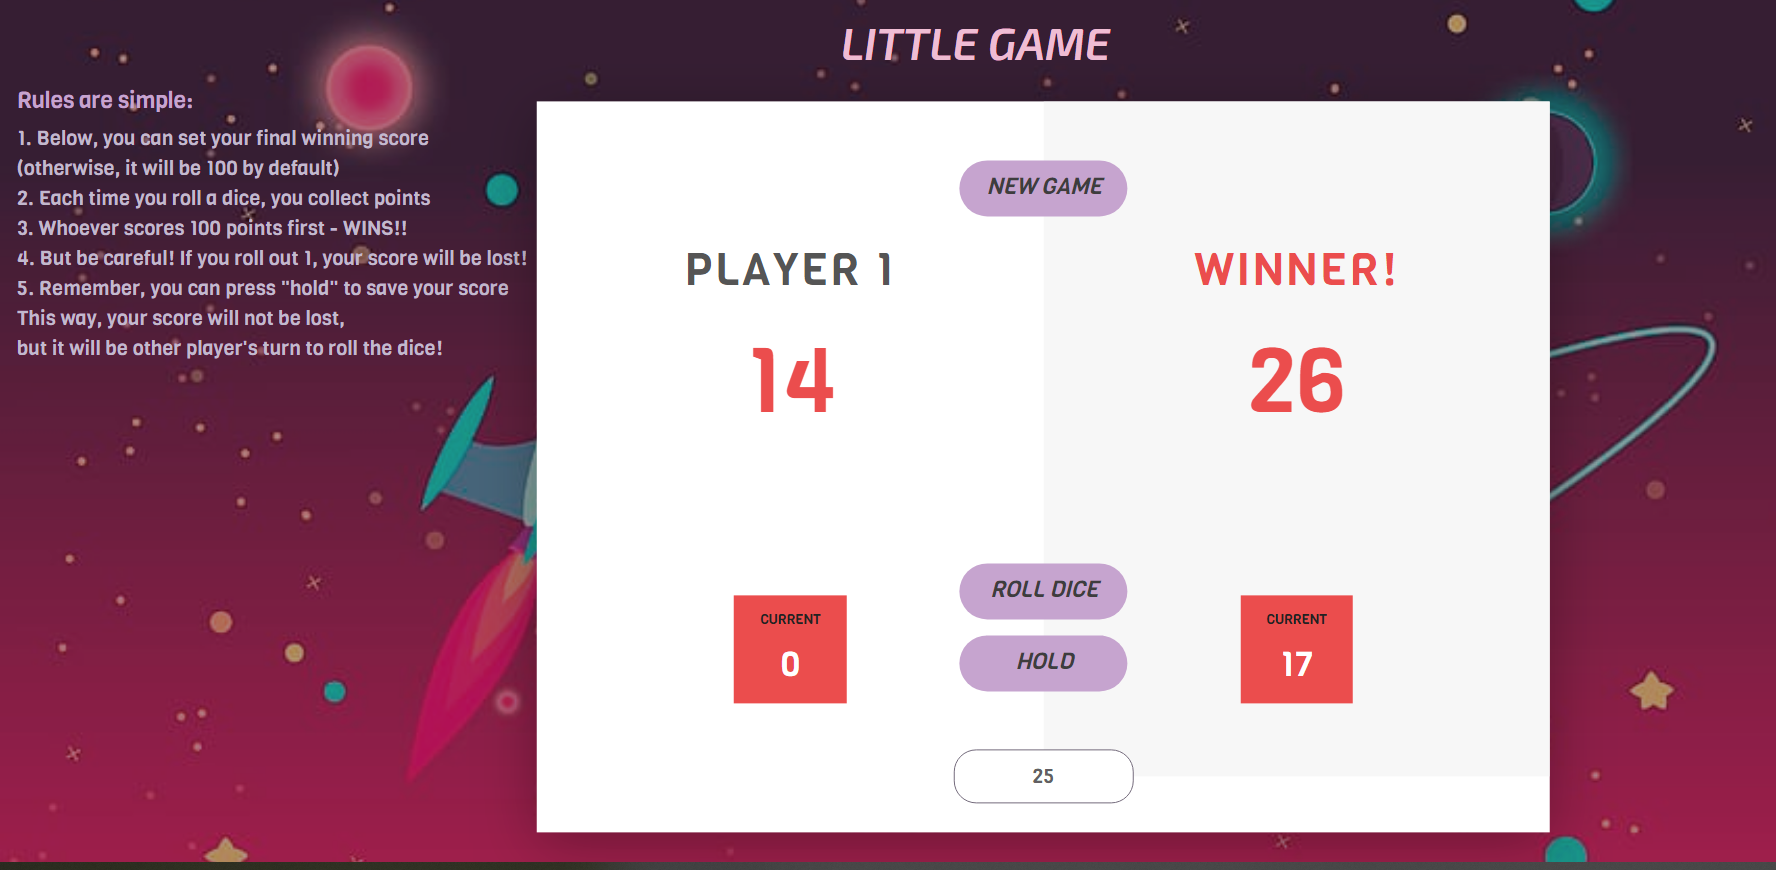 LITTLE GAME
Rules are simple:
1. Below, you can set your final winning score
(otherwise, it will be 100 by default)
2. Each time you roll a dice, you collect points
3. Whoever scores 100 points first - WINS!!
4. But be careful! If you roll out 1, your score will be lost!
5. Remember, you can press "hold" to save your score
This way, your score will not be lost,
but it will be other player's turn to roll the dice!
NEW GAME
PLAYER 1
WINNER!
14
26
ROLL DICE
HOLD
CURRENT
0
CURRENT
17
25